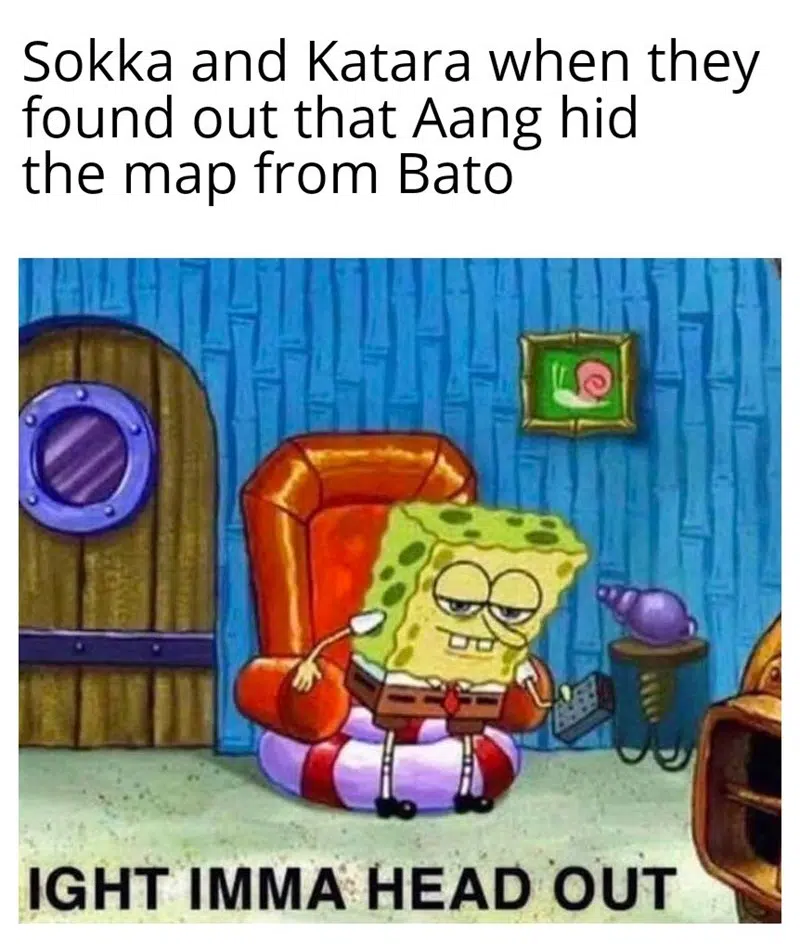 Sokka and Katara when they
found out that Aang hid
the map from Bato
IGHT IMMA HEAD OUT